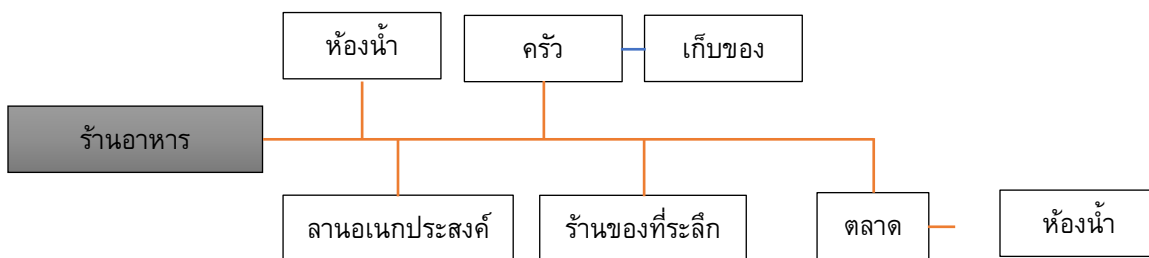 ห้องน้ำ
ครัว
เก็บของ
ร้านอาหาร
ลานอเนกประสงค์
ร้านของที่ระลึก
ตลาด
ห้องน้ำ